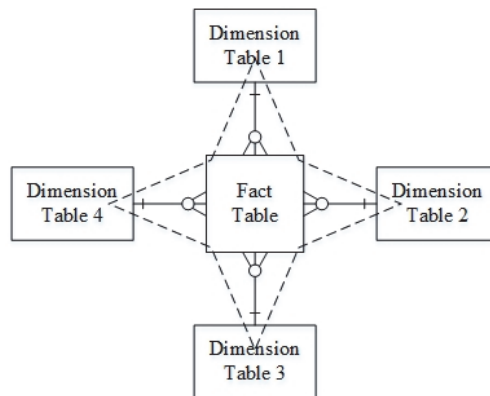 Dimension
Table 1
Dimension
Table 4
Fact
Table
Dimension
Table 2
Dimension
Table 3